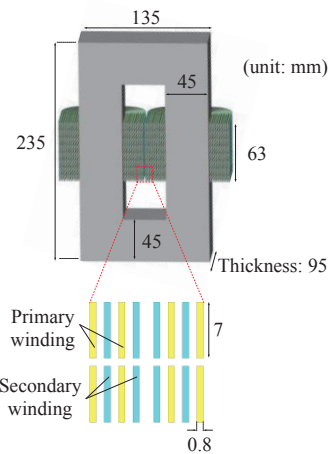 135
45
(unit: mm)
235
63
45
Thickness: 95
Primary
winding
7
Secondary
winding
0.8